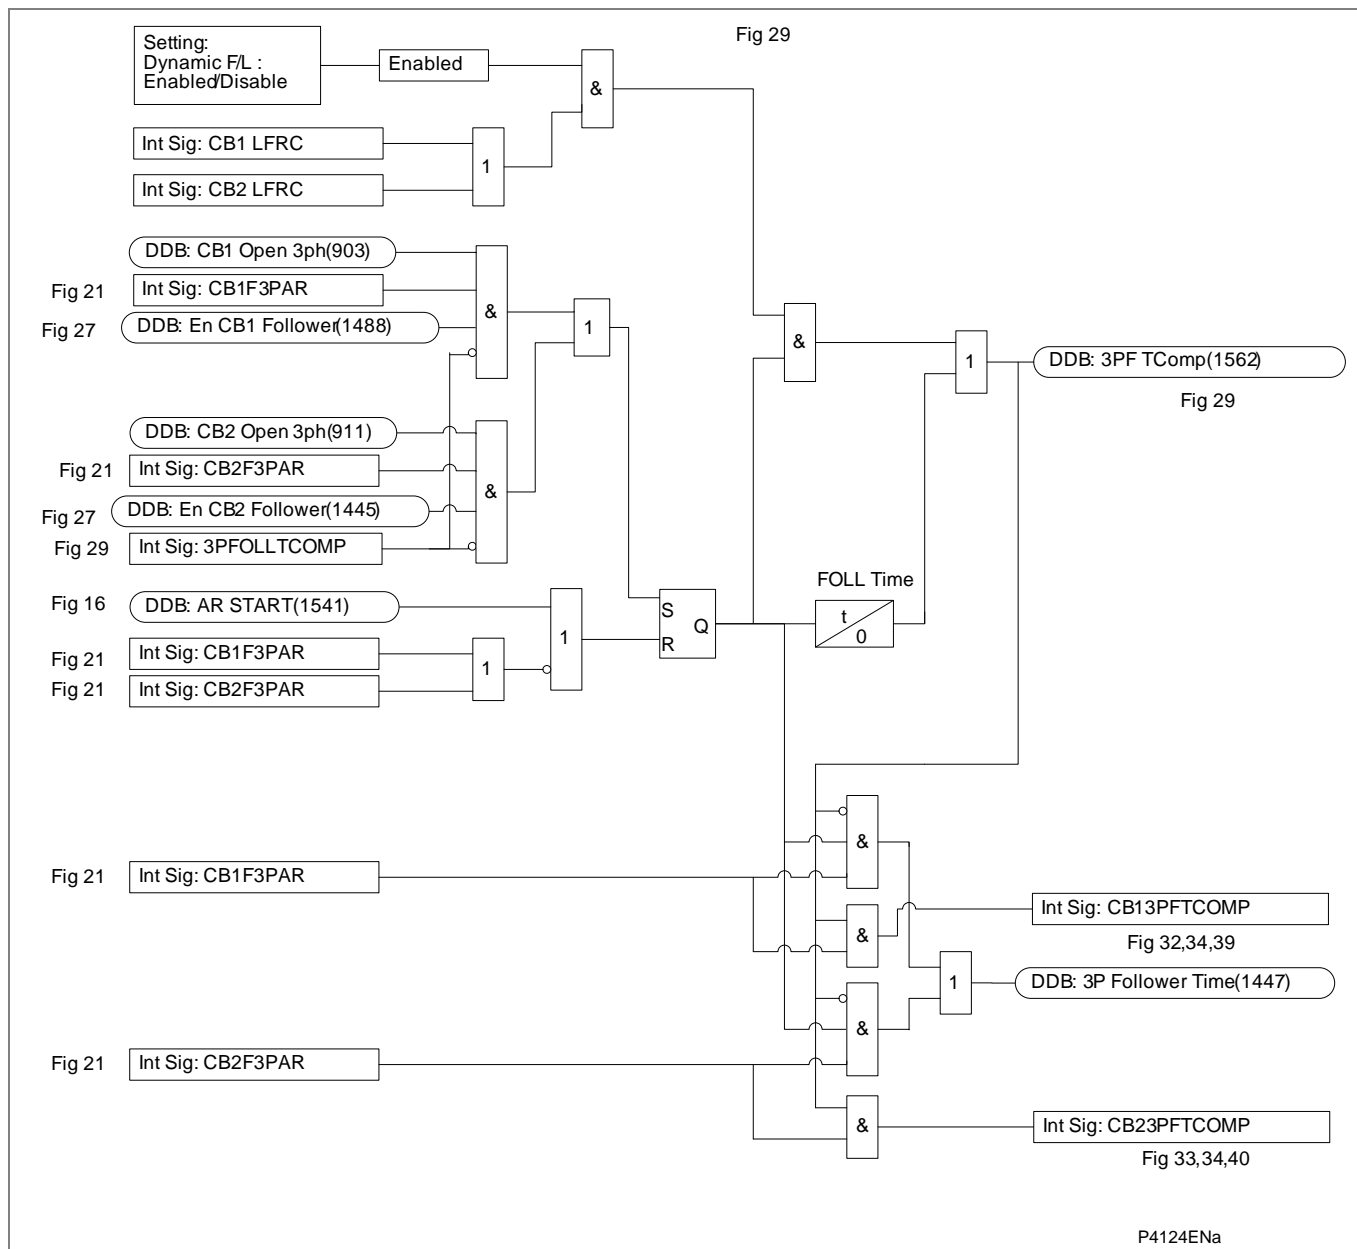 Fig 29
Setting:
Dynamic F/L :
Enabled/Disable
Enabled
&
Int Sig: CB1 LFRC
1
Int Sig: CB2 LFRC
DDB: CB1 Open 3ph(903)
Fig 21
Int Sig: CB1F3PAR
&
1
Fig 27
DDB: En CB1 Follower(1488)
&
1
DDB: 3PF TComp(1562)
Fig 29
DDB: CB2 Open 3ph(911)
Fig 21
Int Sig: CB2F3PAR
&
Fig 27
DDB: En CB2 Follower(1445)
Fig 29
Int Sig: 3PFOLLTCOMP
FOLL Time
Fig 16
DDB: AR START(1541)
1
S
Q
R
t
0
Fig 21
Int Sig: CB1F3PAR
1
Fig 21
Int Sig: CB2F3PAR
&
Fig 21
Int Sig: CB1F3PAR
&
Int Sig: CB13PFTCOMP
Fig 32,34,39
1
DDB: 3P Follower Time(1447)
&
Fig 21
Int Sig: CB2F3PAR
&
Int Sig: CB23PFTCOMP
Fig 33,34,40
P4124ENa